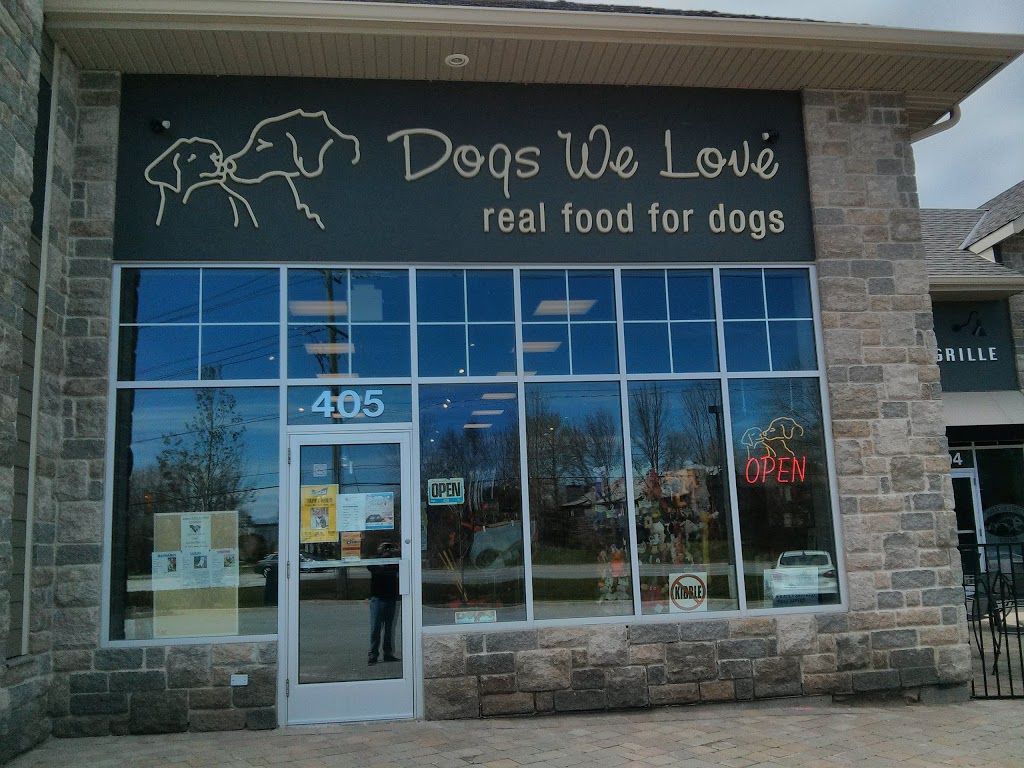 Dogs We Love
real food for dogs
405
OPEN
OPEN
KIBBLE
GRILLE